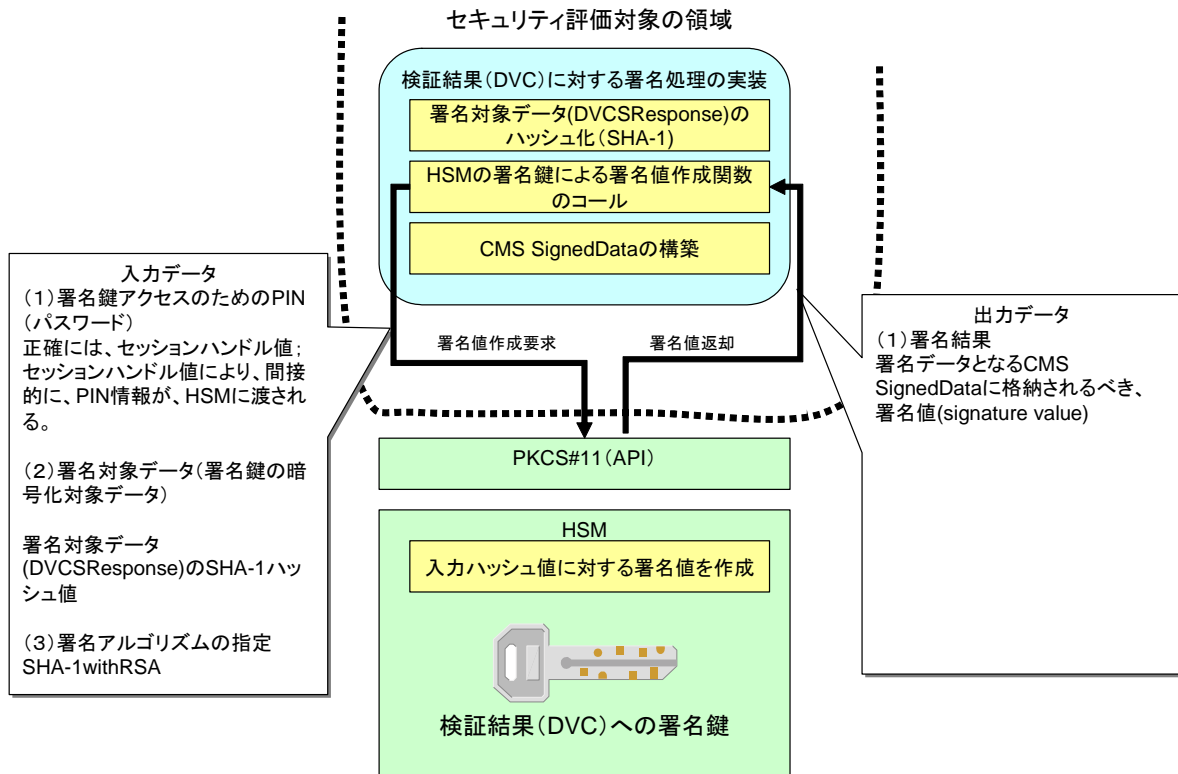 セキュリティ評価対象の領域
検証結果(DVC)に対する署名処理の実装
署名対象データ(DVCSResponse)の
ハッシュ化(SHA-1)
HSMの署名鍵による署名値作成関数
のコール
CMS SignedDataの構築
入力データ
(1)署名鍵アクセスのためのPIN
(パスワード)
正確には、セッションハンドル値;
セッションハンドル値により、間接
的に、PIN情報が、HSMに渡され
る。
(2)署名対象データ(署名鍵の暗
号化対象データ)
署名対象データ
(DVCSResponse)のSHA-1ハッ
シュ値
(3)署名アルゴリズムの指定
SHA-1withRSA
署名値作成要求
署名値返却
出力データ
(1)署名結果
署名データとなるCMS
SignedDataに格納されるべき、
署名値(signature value)
PKCS#11(API)
HSM
入力ハッシュ値に対する署名値を作成
検証結果(DVC)への署名鍵